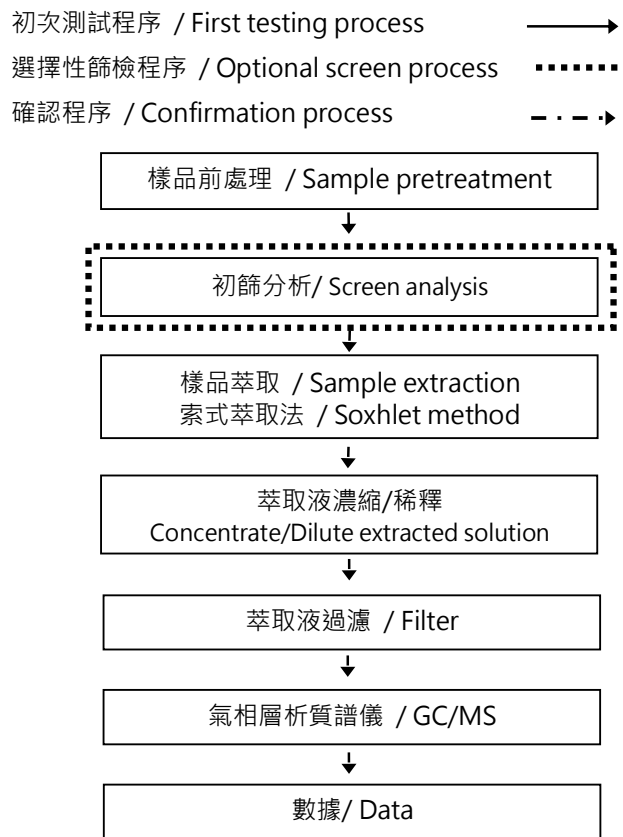 初次測試程序 / First testing process
選擇性篩檢程序 / Optional screen process
確認程序 / Confirmation process
樣品前處理 / Sample pretreatment
初篩分析/ Screen analysis
樣品萃取 / Sample extraction
索式萃取法 / Soxhlet method
萃取液濃縮/稀釋
Concentrate/Dilute extracted solution
萃取液過濾 / Filter
氣相層析質譜儀 / GC/MS
數據/ Data